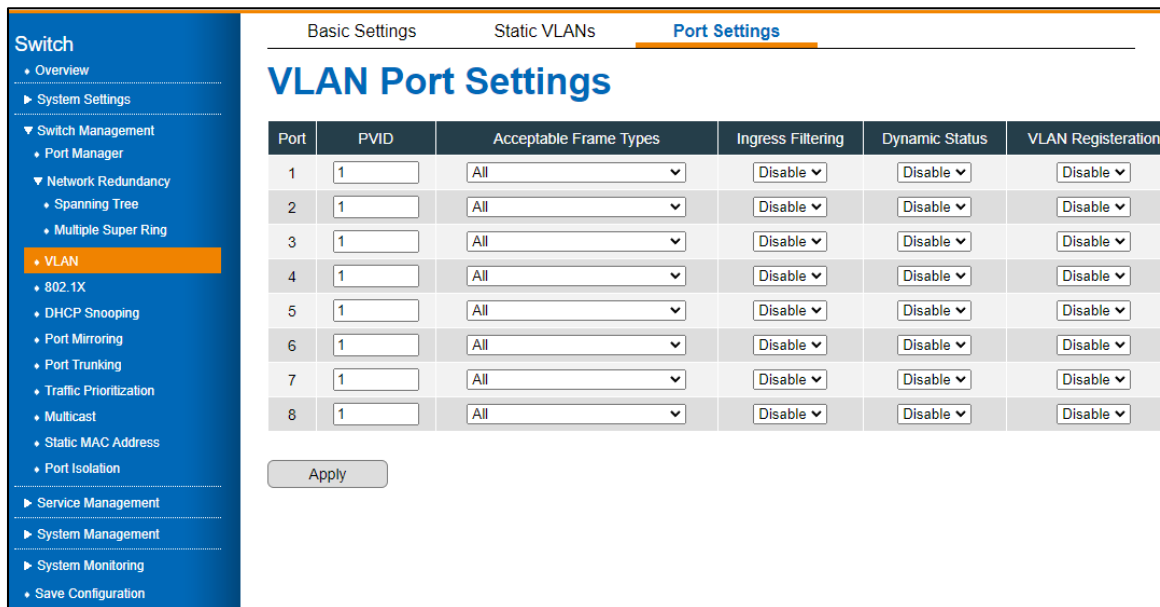 Switch
Overview
System Settings
Switch Management
Port Manager
Network Redundancy
Spanning Tree
Multiple Super Ring
VLAN
802.1X
DHCP Snooping
Port Mirroring
Port Trunking
Traffic Prioritization
Multicast
Static MAC Address
Port Isolation
Service Management
System Management
System Monitoring
Save Configuration
Basic Settings Static VLANs Port Settings
VLAN Port Settings
Port PVID Acceptable Frame Types Ingress Filtering Dynamic Status VLAN Registeration
1 1 All Disable Disable Disable
2 1 All Disable Disable Disable
3 1 All Disable Disable Disable
4 1 All Disable Disable Disable
5 1 All Disable Disable Disable
6 1 All Disable Disable Disable
7 1 All Disable Disable Disable
8 1 All Disable Disable Disable
Apply